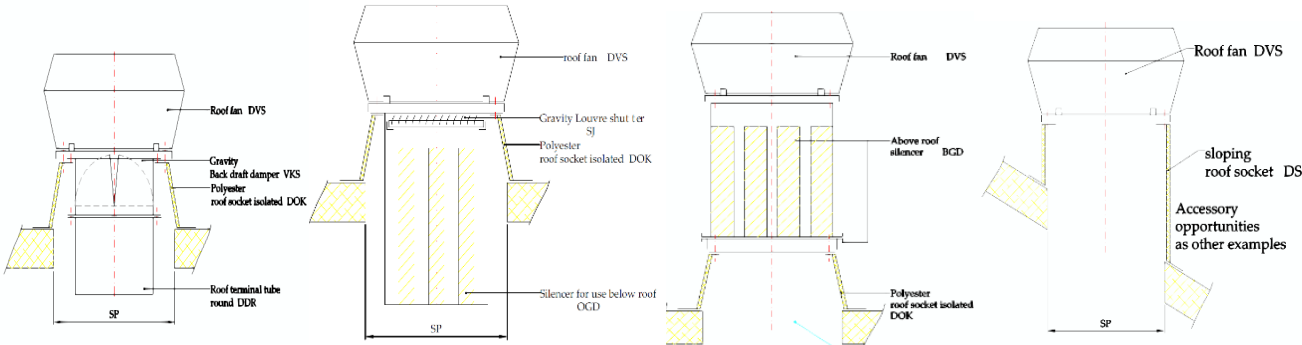 Roof fan DVS
Gravity
Back draft damper VKS
Polyester
roof socket isolated DOK
Roof terminal tube
round DDR
SP
roof fan DVS
Gravity Louvre shut ter
SJ
Polyester
roof socket isolated DOK
Silencer for use below roof
OGD
SP
Roof fan DVS
Above roof
silencer BGD
Polyester
roof socket isolated
DOK
Roof fan DVS
sloping
roof socket DS
Accessory
opportunities
as other examples
SP